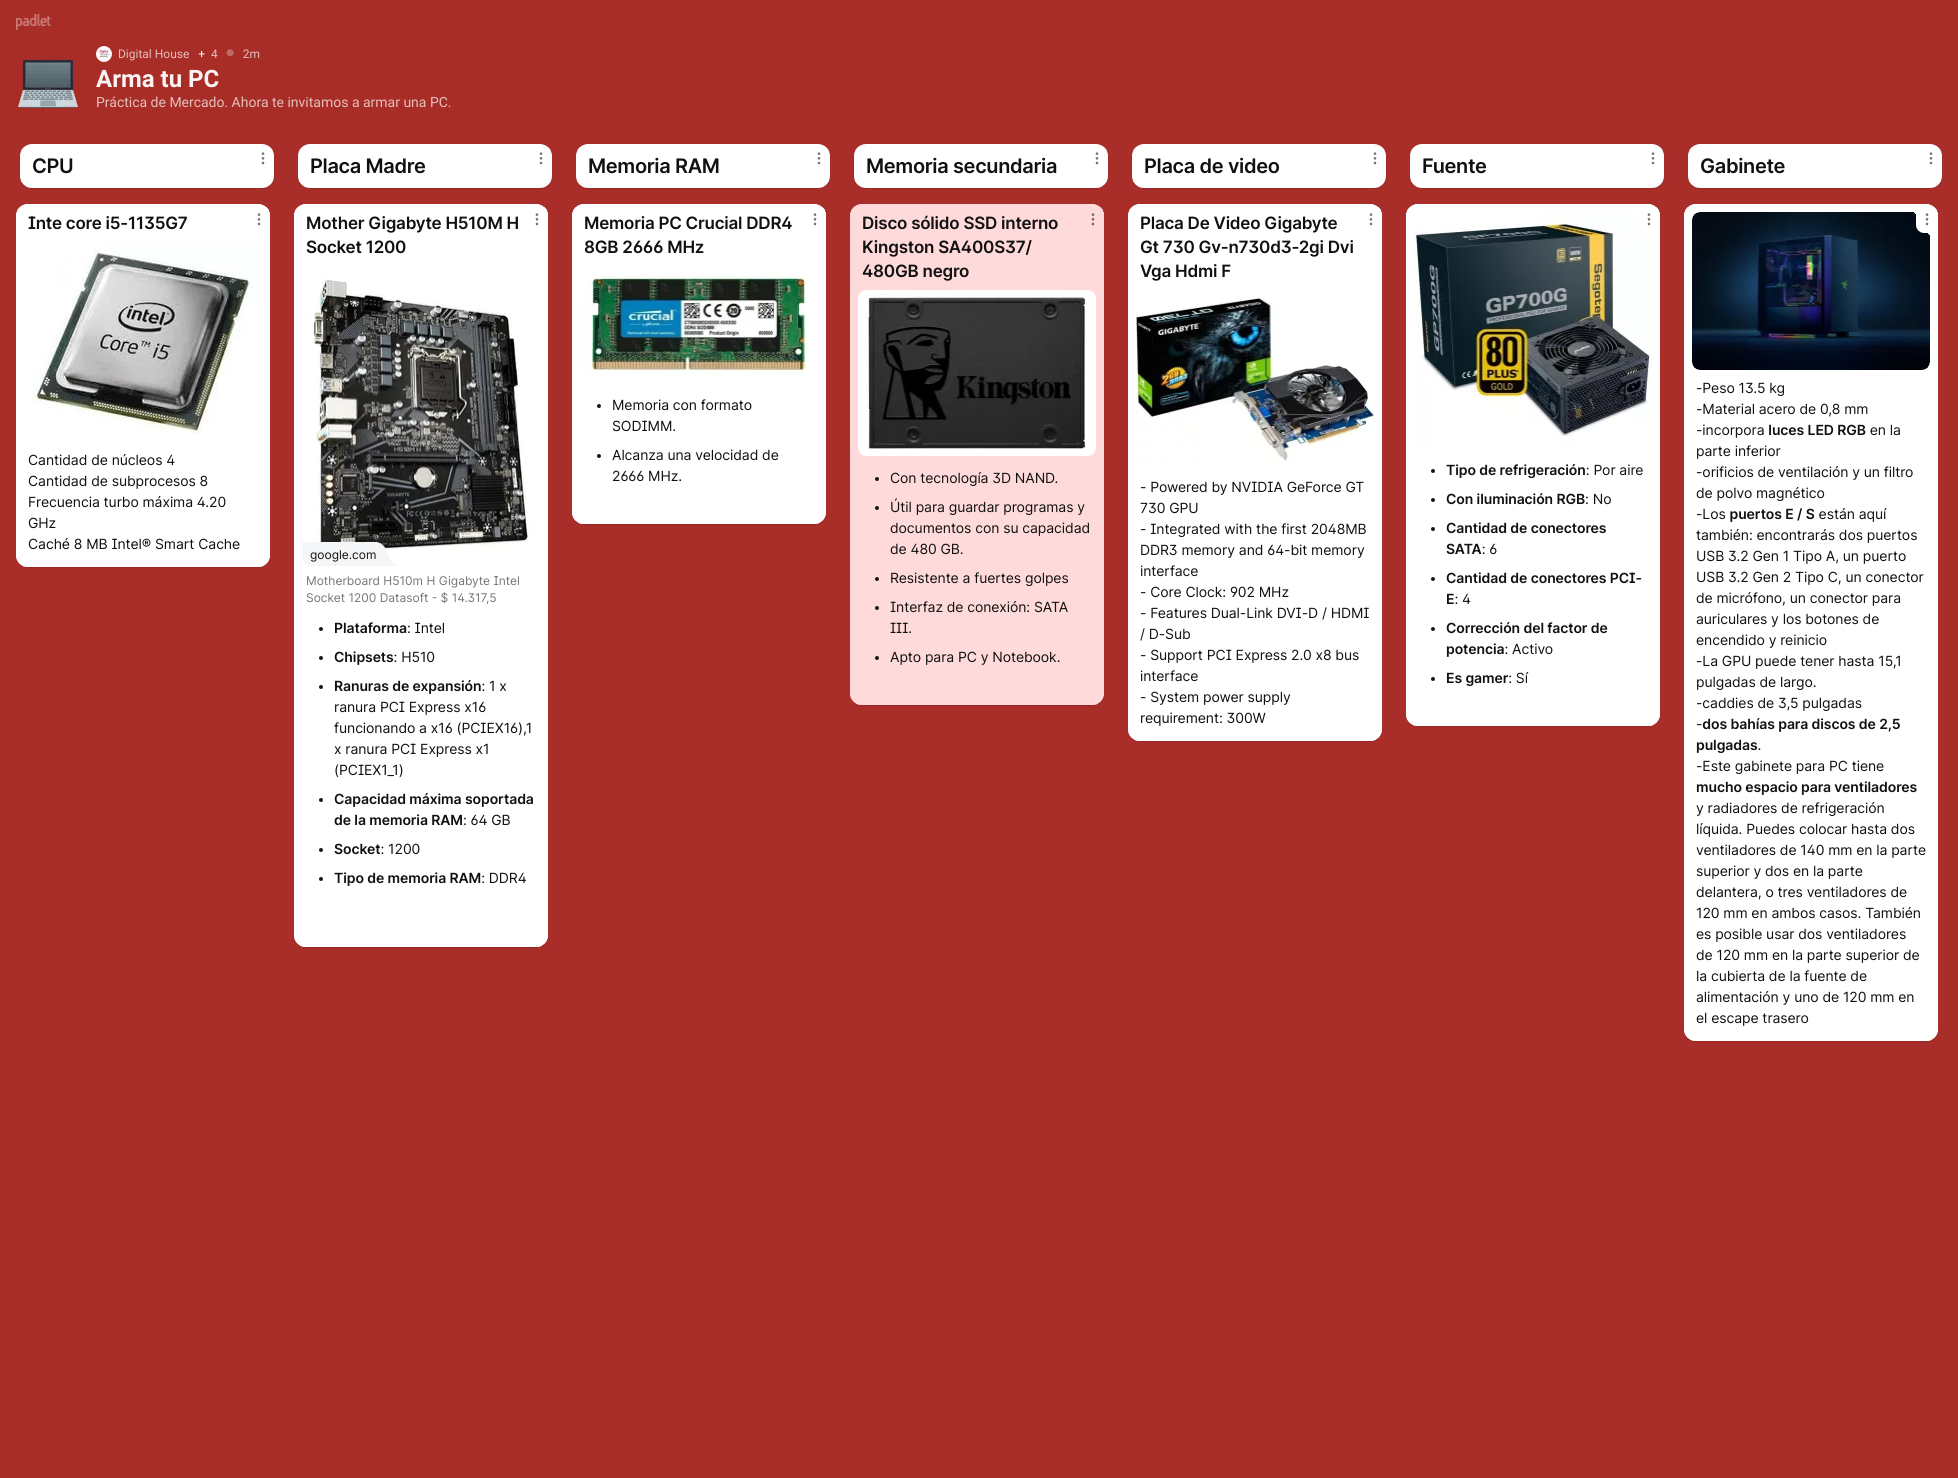 padlet
Digital House + 4 2m
Arma tu PC
Práctica de Mercado. Ahora te invitamos a armar una PC.
CPU
Inte core i5-1135G7
intel
Core™ i5
Cantidad de núcleos 4
Cantidad de subprocesos 8
Frecuencia turbo máxima 4.20
GHz
Caché 8 MB Intel® Smart Cache
Placa Madre
Mother Gigabyte H510M H
Socket 1200
google.com
Motherboard H510m H Gigabyte Intel
Socket 1200 Datasoft - $ 14.317,5
• Plataforma: Intel
• Chipsets: H510
• Ranuras de expansión: 1 x
ranura PCI Express x16
funcionando a x16 (PCIEX16),1
x ranura PCI Express x1
(PCIEX1_1)
• Capacidad máxima soportada
de la memoria RAM: 64 GB
• Socket: 1200
• Tipo de memoria RAM: DDR4
Memoria RAM
Memoria PC Crucial DDR4
8GB 2666 MHz
crucial
• Memoria con formato
SODIMM.
• Alcanza una velocidad de
2666 MHz.
Memoria secundaria
Disco sólido SSD interno
Kingston SA400S37/
480GB negro
Kingston
• Con tecnología 3D NAND.
• Útil para guardar programas y
documentos con su capacidad
de 480 GB.
• Resistente a fuertes golpes
• Interfaz de conexión: SATA
III.
• Apto para PC y Notebook.
Placa de video
Placa De Video Gigabyte
Gt 730 Gv-n730d3-2gi Dvi
Vga Hdmi F
GIGABYTE
- Powered by NVIDIA GeForce GT
730 GPU
- Integrated with the first 2048MB
DDR3 memory and 64-bit memory
interface
- Core Clock: 902 MHz
- Features Dual-Link DVI-D / HDMI
/ D-Sub
- Support PCI Express 2.0 x8 bus
interface
- System power supply
requirement: 300W
Fuente
GP700G
Segotep
80
PLUS
GOLD
• Tipo de refrigeración: Por aire
• Con iluminación RGB: No
• Cantidad de conectores
SATA: 6
• Cantidad de conectores PCI-
E: 4
• Corrección del factor de
potencia: Activo
• Es gamer: Sí
Gabinete
-Peso 13.5 kg
-Material acero de 0,8 mm
-incorpora luces LED RGB en la
parte inferior
-orificios de ventilación y un filtro
de polvo magnético
-Los puertos E / S están aquí
también: encontrarás dos puertos
USB 3.2 Gen 1 Tipo A, un puerto
USB 3.2 Gen 2 Tipo C, un conector
de micrófono, un conector para
auriculares y los botones de
encendido y reinicio
-La GPU puede tener hasta 15,1
pulgadas de largo.
-caddies de 3,5 pulgadas
-dos bahías para discos de 2,5
pulgadas.
-Este gabinete para PC tiene
mucho espacio para ventiladores
y radiadores de refrigeración
líquida. Puedes colocar hasta dos
ventiladores de 140 mm en la parte
superior y dos en la parte
delantera, o tres ventiladores de
120 mm en ambos casos. También
es posible usar dos ventiladores
de 120 mm en la parte superior de
la cubierta de la fuente de
alimentación y uno de 120 mm en
el escape trasero